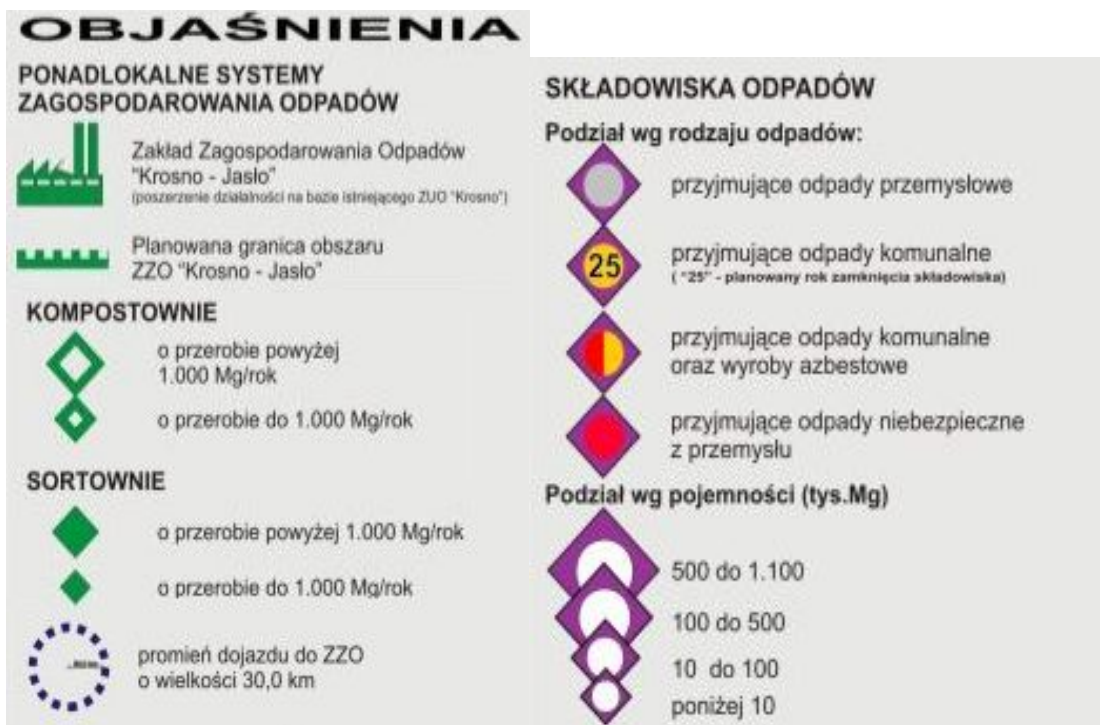 OBJAŚNIENIA
PONADLOKALNE SYSTEMY
ZAGOSPODAROWANIA ODPADÓW
Zakład Zagospodarowania Odpadów
"Krosno - Jasło"
(poszerzenie działalności na bazie istniejącego ZUO "Krosno")
Planowana granica obszaru
ZZO "Krosno - Jasło"
KOMPOSTOWNIE
o przerobie powyżej
1.000 Mg/rok
o przerobie do 1.000 Mg/rok
SORTOWNIE
o przerobie powyżej 1.000 Mg/rok
o przerobie do 1.000 Mg/rok
promień dojazdu do ZZO
o wielkości 30,0 km
SKŁADOWISKA ODPADÓW
Podział wg rodzaju odpadów:
przyjmujące odpady przemysłowe
25
przyjmujące odpady komunalne
( "25" - planowany rok zamknięcia składowiska)
przyjmujące odpady komunalne
oraz wyroby azbestowe
przyjmujące odpady niebezpieczne
z przemysłu
Podział wg pojemności (tys.Mg)
500 do 1.100
100 do 500
10 do 100
poniżej 10